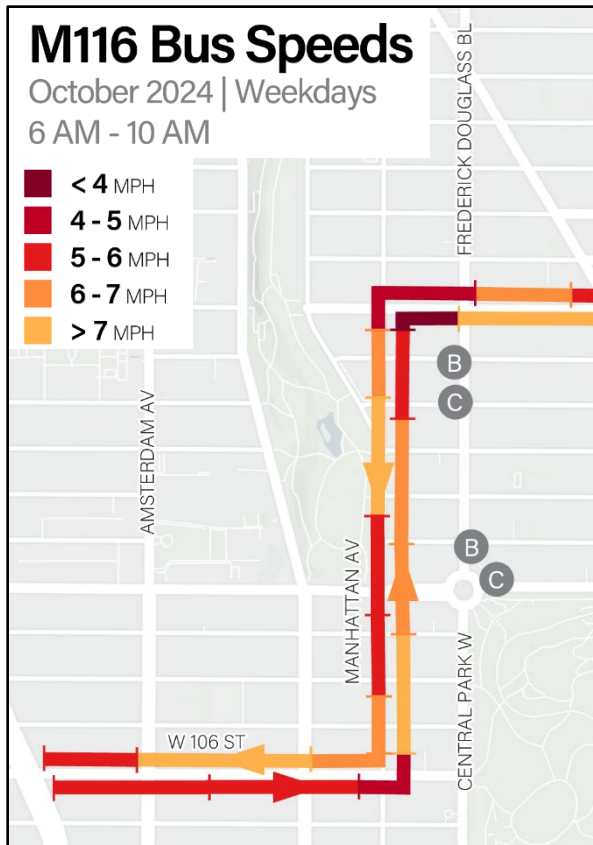 M116 Bus Speeds
October 2024 | Weekdays
6 AM - 10 AM
< 4 MPH
4 - 5 MPH
5 - 6 MPH
6 - 7 MPH
> 7 MPH
FREDERICK DOUGLASS BL
B
C
AMSTERDAM AV
B
C
MANHATTAN AV
CENTRAL PARK W
W 106 ST